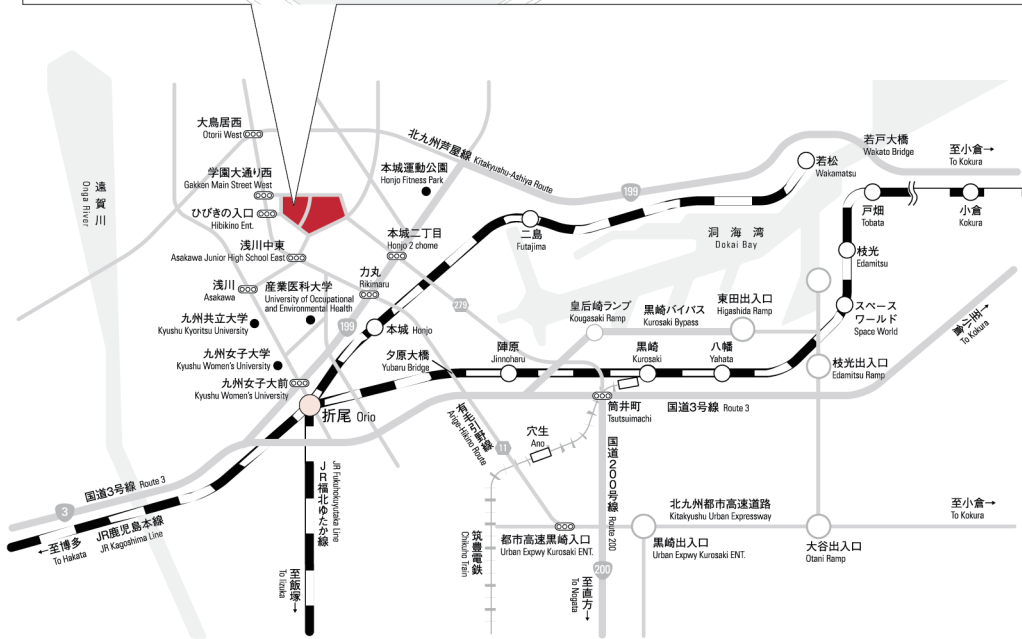 大鳥居西
Otorii West
学園大通り西
Gakken Main Street West
ひびきの入口
Hibikino Ent.
浅川中東
Asakawa Junior High School East
浅川
Asakawa
産業医科大学
University of Occupational
and Environmental Health
九州共立大学
Kyushu Kyoritsu University
九州女子大学
Kyushu Women's University
九州女子大前
Kyushu Women's University
遠賀川
Onga River
北九州芦屋線 Kitakyushu-Ashiya Route
本城運動公園
Honjo Fitness Park
本城二丁目
Honjo 2 chome
力丸
Rikimaru
199
279
199
本城 Honjo
夕原大橋
Yubaru Bridge
折尾 Orio
二島
Futajima
若松
Wakamatsu
若戸大橋
Wakato Bridge
至小倉→
To Kokura
戸畑
Tobata
小倉
Kokura
洞海湾
Dokai Bay
枝光
Edamitsu
スペース
ワールド
Space World
皇后崎ランプ
Kougasaki Ramp
黒崎バイパス
Kurosaki Bypass
東田出入口
Higashida Ramp
至小倉→
To Kokura
陣原
Jinnoharu
黒崎
Kurosaki
八幡
Yahata
枝光出入口
Edamitsu Ramp
筒井町
Tsutsuimachi
国道3号線 Route 3
有毛引野線
Arige-Hikino Route
11
穴生
Ano
国道200号線 Route 200
200
北九州都市高速道路
Kitakyushu Urban Expressway
至小倉→
To Kokura
都市高速黒崎入口
Urban Expwy Kurosaki ENT.
黒崎出入口
Urban Expwy Kurosaki ENT.
大谷出入口
Otani Ramp
筑豊電鉄
Chikuho Train
至直方→
To Nogata
国道3号線 Route 3
3
JR鹿児島本線
JR Kagoshima Line
←至博多
To Hakata
JR福北ゆたか線
JR Fukuhokuyutaka Line
至飯塚→
To Iizuka